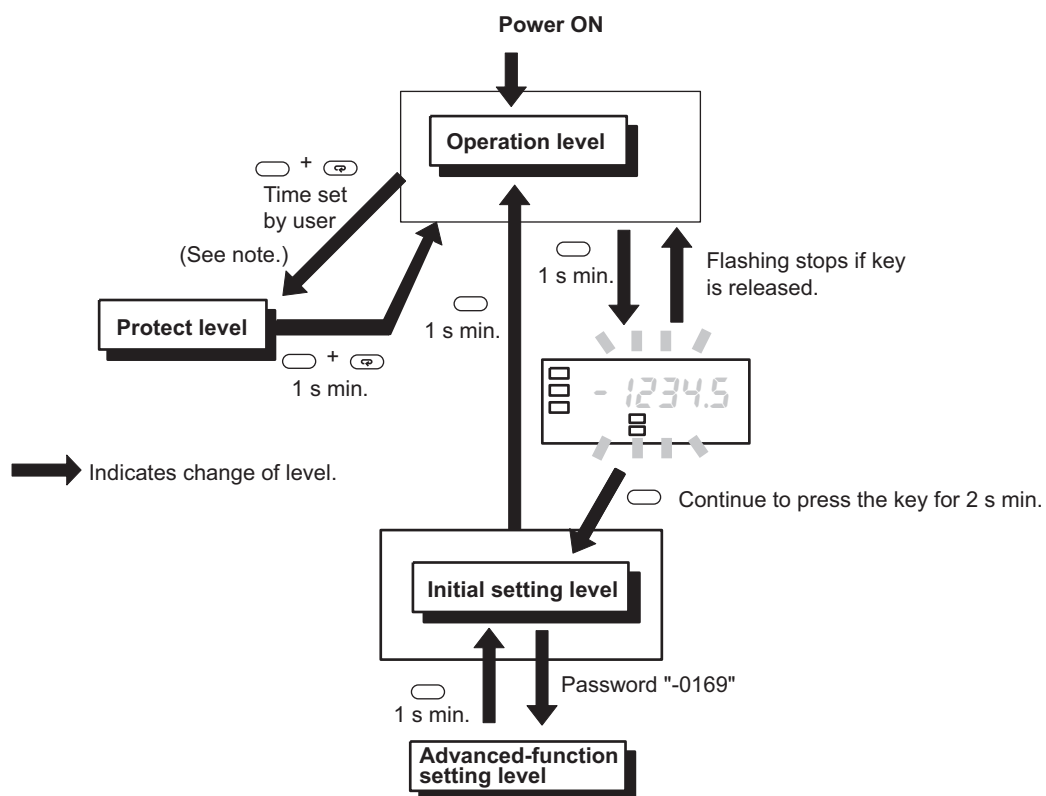 Power ON
Operation level
+
Time set
by user
(See note.)
1 s min.
Flashing stops if key
is released.
1 s min.
Protect level
+
1 s min.
- 1234.5
Indicates change of level.
Continue to press the key for 2 s min.
Initial setting level
Password "-0169"
1 s min.
Advanced-function
setting level